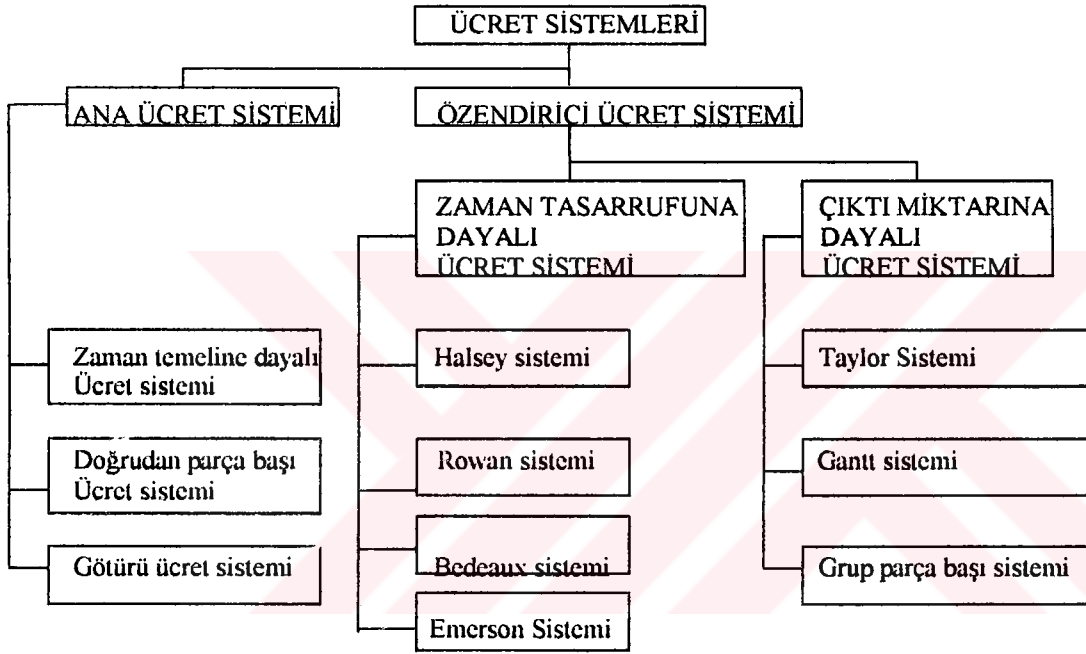 ÜCRET SİSTEMLERİ
ANA ÜCRET SİSTEMİ
ÖZENDİRİCİ ÜCRET SİSTEMİ
ZAMAN TASARRUFUNA
DAYALI
ÜCRET SİSTEMİ
ÇIKTI MİKTARINA
DAYALI
ÜCRET SİSTEMİ
Zaman temeline dayalı
Ücret sistemi
Halsey sistemi
Taylor Sistemi
Doğrudan parça başı
Ücret sistemi
Rowan sistemi
Gantt sistemi
Götürü ücret sistemi
Bedeaux sistemi
Grup parça başı sistemi
Emerson Sistemi